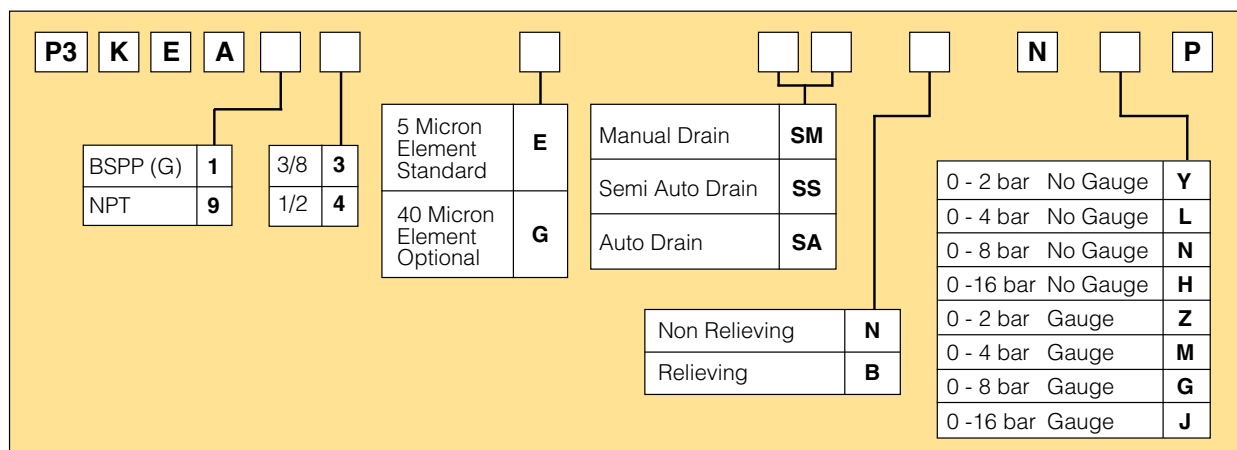 P3 K E A N P
BSPP (G) 1
NPT 9
3/8 3
1/2 4
5 Micron
Element
Standard E
40 Micron
Element
Optional G
Manual Drain SM
Semi Auto Drain SS
Auto Drain SA
Non Relieving N
Relieving B
0 - 2 bar No Gauge Y
0 - 4 bar No Gauge L
0 - 8 bar No Gauge N
0 -16 bar No Gauge H
0 - 2 bar Gauge Z
0 - 4 bar Gauge M
0 - 8 bar Gauge G
0 -16 bar Gauge J